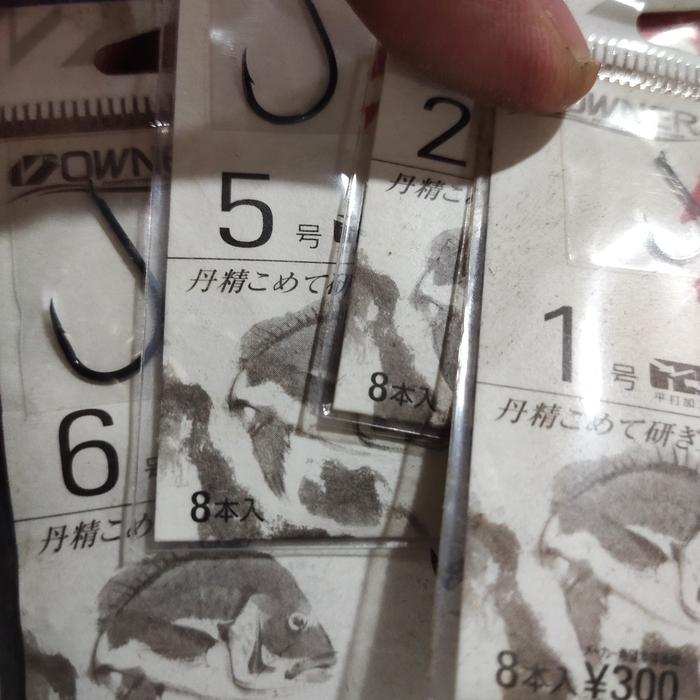 OWNE
6
丹精こめ
5号
丹精こめて研
8本入
2
丹精こ
8本入
OWNER
1号
平打加
丹精こめて研ぎ
8本入 ¥300